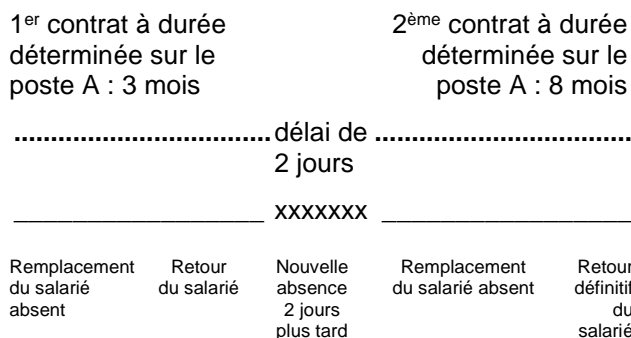 1er contrat à durée
déterminée sur le
poste A : 3 mois
2ème contrat à durée
déterminée sur le
poste A : 8 mois
...................................délai de ...................................
2 jours
_________________ xxxxxxx _________________
Remplacement
du salarié
absent
Retour
du salarié
Nouvelle
absence
2 jours
plus tard
Remplacement
du salarié absent
Retour
définitif
du
salarié